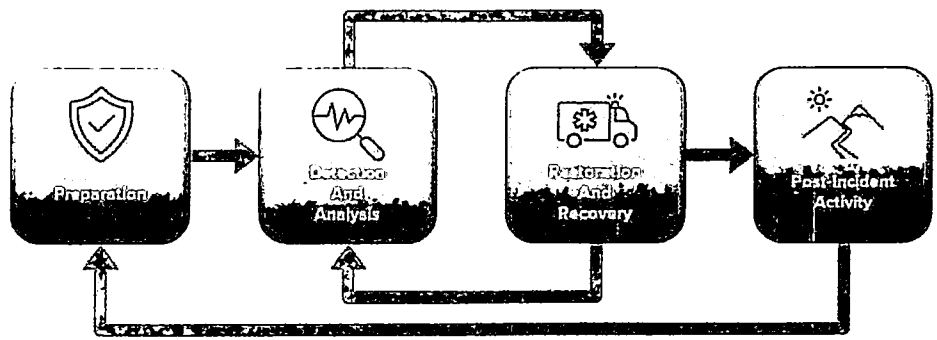 Preparation
Detection
And
Analysis
Restoration
And
Recovery
Post-Incident
Activity